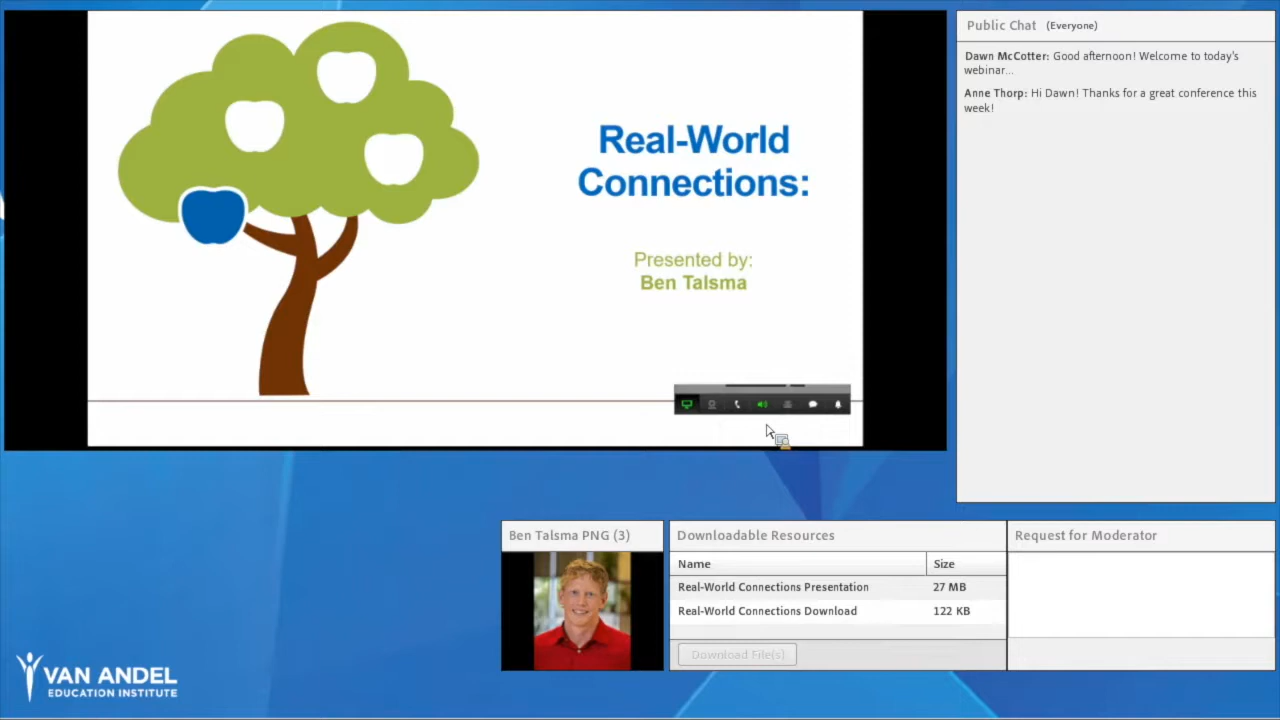 Real-World
Connections:
Presented by:
Ben Talsma
Public Chat (Everyone)
Dawn McCotter: Good afternoon! Welcome to today's
webinar...
Anne Thorp: Hi Dawn! Thanks for a great conference this
week!
Ben Talsma PNG (3)
Downloadable Resources
Name Size
Real-World Connections Presentation 27 MB
Real-World Connections Download 122 KB
Download File(s)
Request for Moderator
VAN ANDEL
EDUCATION INSTITUTE